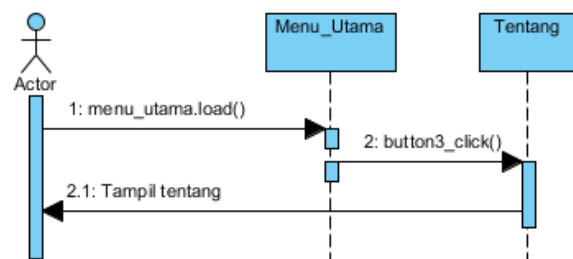 Menu_Utama
Tentang
Actor
1: menu_utama.load()
2: button3_click()
2.1: Tampil tentang